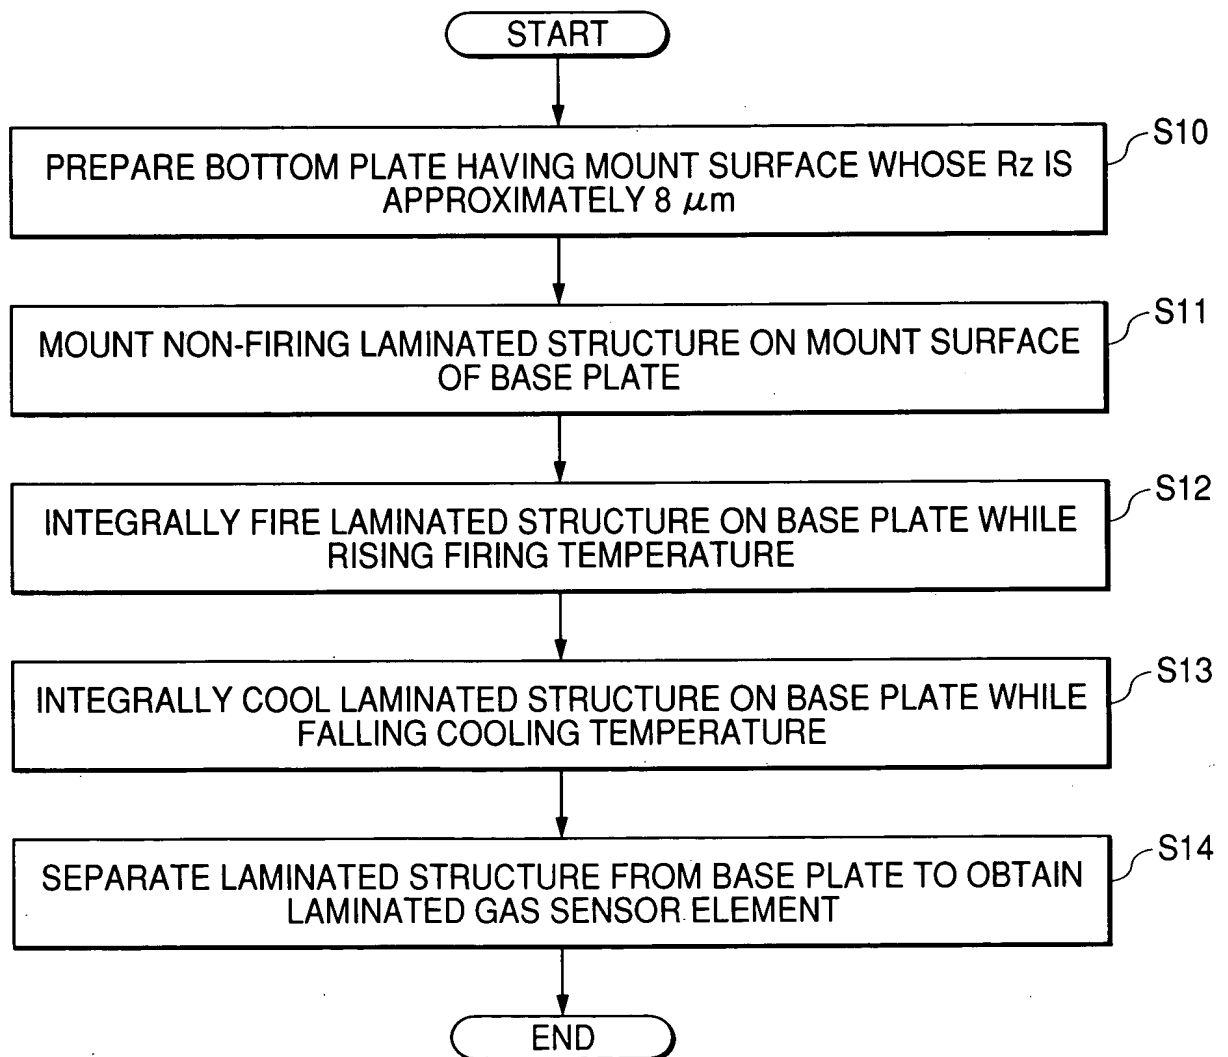 START
S10
PREPARE BOTTOM PLATE HAVING MOUNT SURFACE WHOSE Rz IS
APPROXIMATELY 8 μm
S11
MOUNT NON-FIRING LAMINATED STRUCTURE ON MOUNT SURFACE
OF BASE PLATE
S12
INTEGRALLY FIRE LAMINATED STRUCTURE ON BASE PLATE WHILE
RISING FIRING TEMPERATURE
S13
INTEGRALLY COOL LAMINATED STRUCTURE ON BASE PLATE WHILE
FALLING COOLING TEMPERATURE
S14
SEPARATE LAMINATED STRUCTURE FROM BASE PLATE TO OBTAIN
LAMINATED GAS SENSOR ELEMENT
END